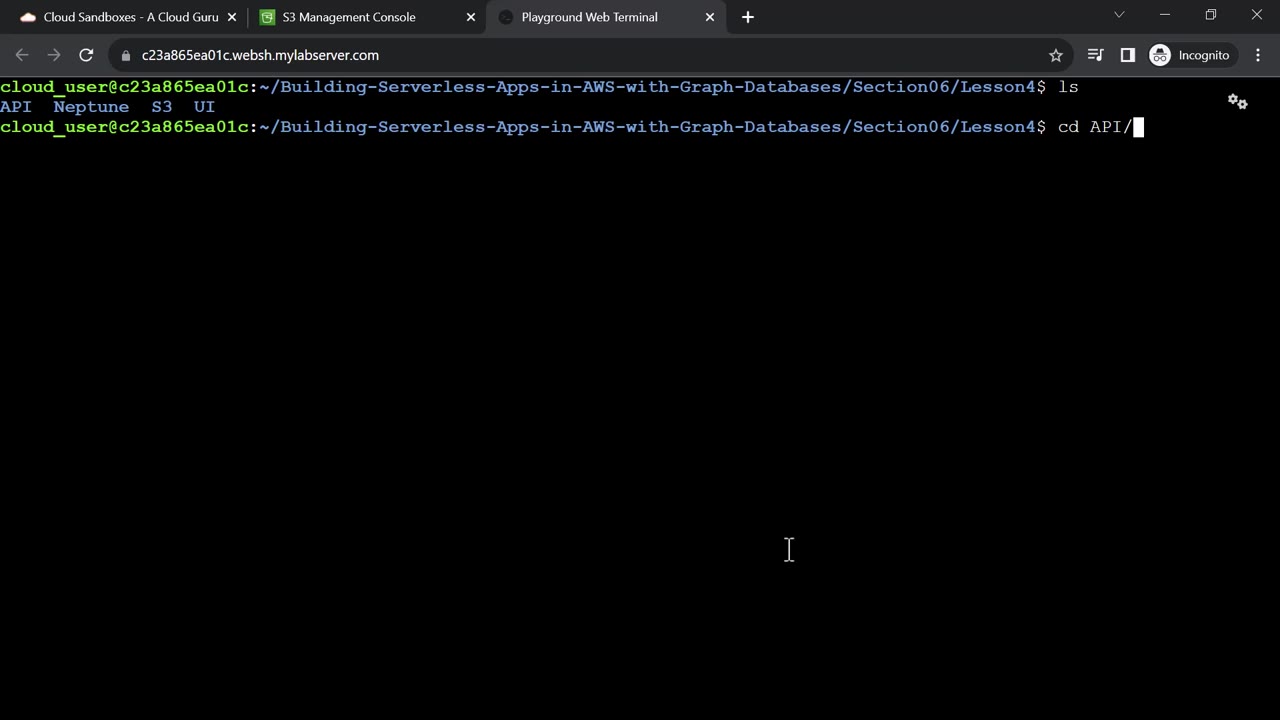 Cloud Sandboxes - A Cloud Guru
S3 Management Console
Playground Web Terminal
c23a865ea01c.websh.mylabserver.com
Incognito
cloud_user@c23a865ea01c:~/Building-Serverless-Apps-in-AWS-with-Graph-Databases/Section06/Lesson4$ ls
API  Neptune  S3  UI
cloud_user@c23a865ea01c:~/Building-Serverless-Apps-in-AWS-with-Graph-Databases/Section06/Lesson4$ cd API/